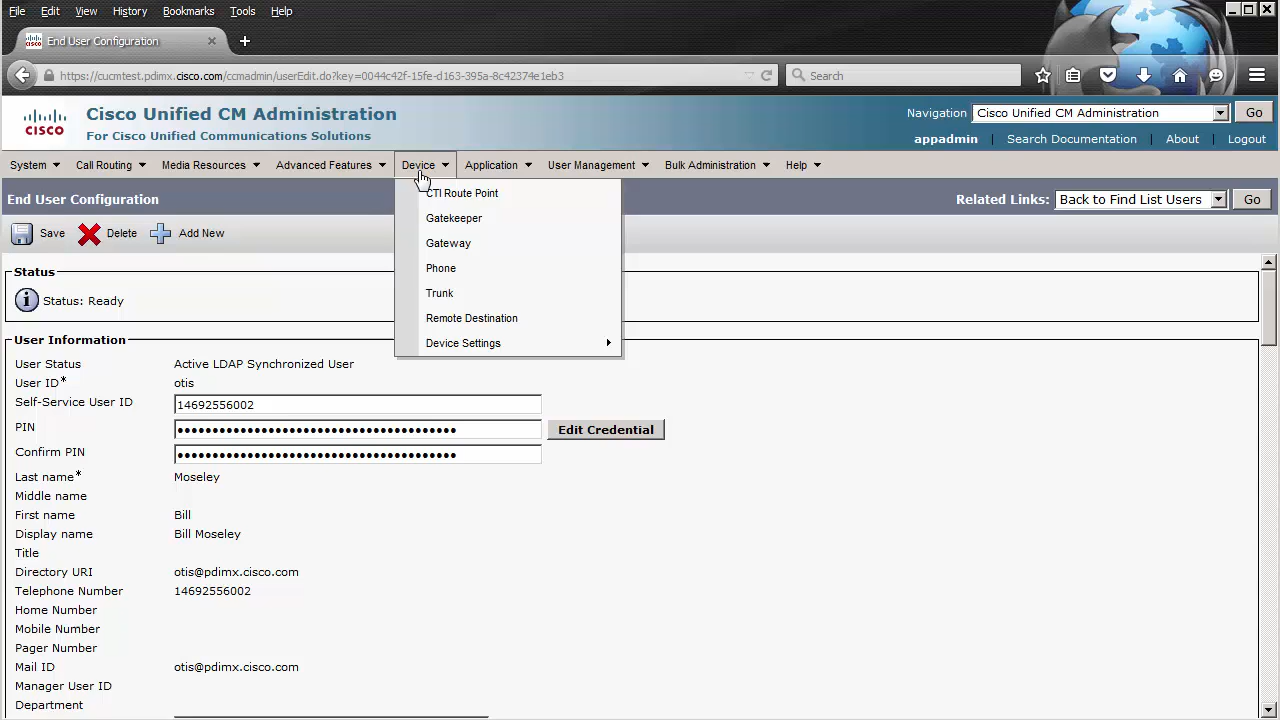 File Edit View History Bookmarks Tools Help
End User Configuration
https://cucmtest.pdimx.cisco.com/ccmadmin/userEdit.do?key=0044c42f-15fe-d163-395a-8c42374e1eb3
Search
CISCO
Cisco Unified CM Administration
For Cisco Unified Communications Solutions
Navigation Cisco Unified CM Administration Go
appadmin Search Documentation About Logout
System Call Routing Media Resources Advanced Features Device Application User Management Bulk Administration Help
End User Configuration
Related Links: Back to Find List Users Go
Save Delete Add New
CTI Route Point
Gatekeeper
Gateway
Phone
Trunk
Remote Destination
Device Settings
Status
Status: Ready
User Information
User Status Active LDAP Synchronized User
User ID* otis
Self-Service User ID 14692556002
PIN •••••••••••••••••••••••••••••••••••••••• Edit Credential
Confirm PIN ••••••••••••••••••••••••••••••••••••••••
Last name* Moseley
Middle name
First name Bill
Display name Bill Moseley
Title
Directory URI otis@pdimx.cisco.com
Telephone Number 14692556002
Home Number
Mobile Number
Pager Number
Mail ID otis@pdimx.cisco.com
Manager User ID
Department